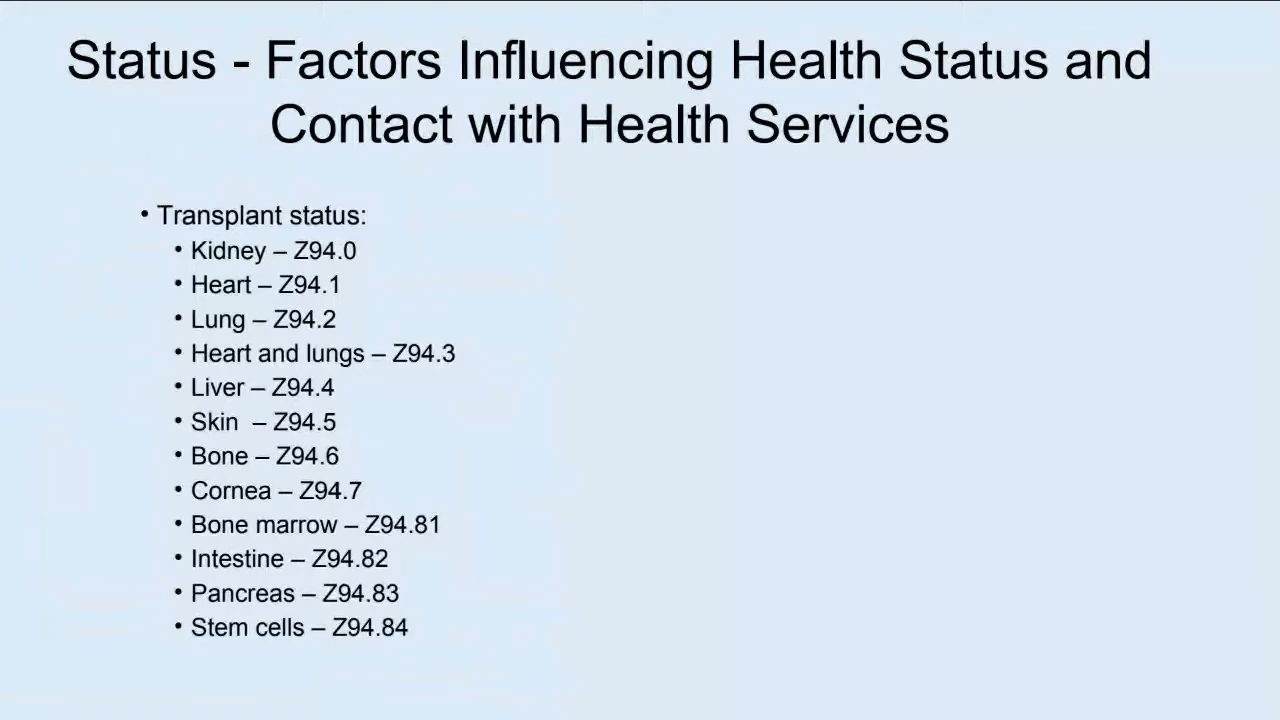 Status - Factors Influencing Health Status and
Contact with Health Services
• Transplant status:
• Kidney – Z94.0
• Heart – Z94.1
• Lung – Z94.2
• Heart and lungs – Z94.3
• Liver – Z94.4
• Skin  – Z94.5
• Bone – Z94.6
• Cornea – Z94.7
• Bone marrow – Z94.81
• Intestine – Z94.82
• Pancreas – Z94.83
• Stem cells – Z94.84